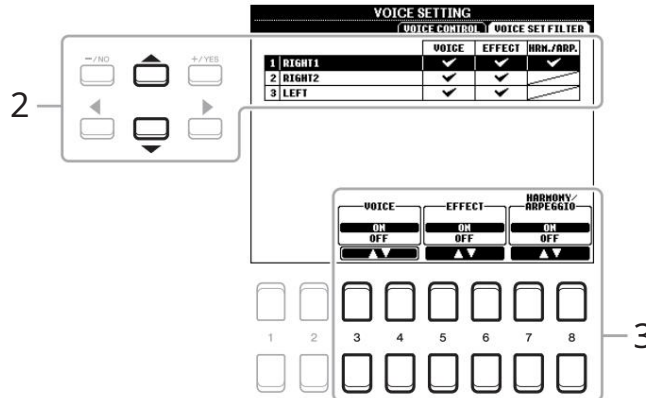 VOICE SETTING
VOICE CONTROL VOICE SET FILTER
VOICE EFFECT HRM./ARP.
1 RIGHT1
2 RIGHT2
3 LEFT
-/NO +/YES
2
VOICE EFFECT HARMONY/
ARPEGGIO
ON ON ON
OFF OFF OFF
1 2 3 4 5 6 7 8
3